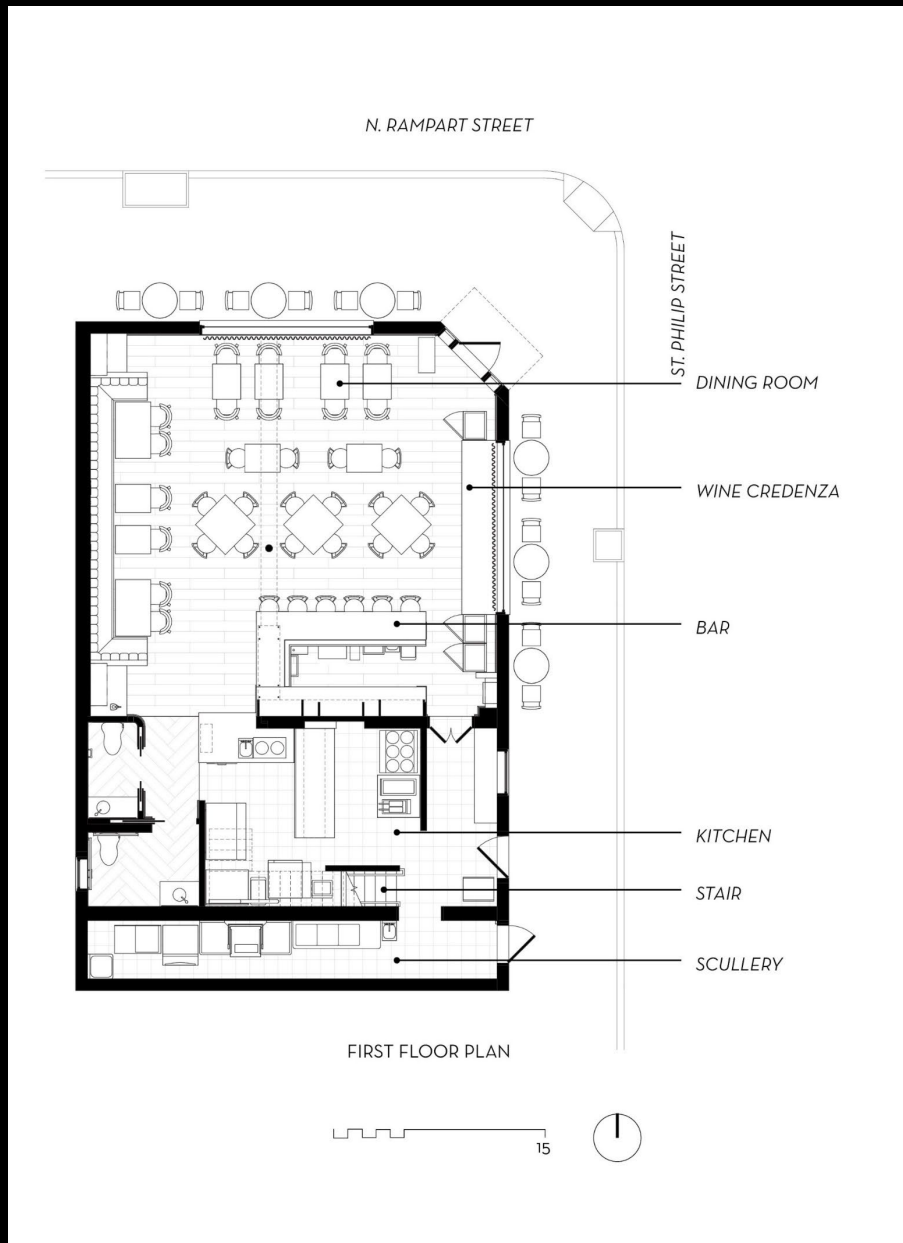 N. RAMPART STREET
ST. PHILIP STREET
DINING ROOM
WINE CREDENZA
BAR
KITCHEN
STAIR
SCULLERY
FIRST FLOOR PLAN
15